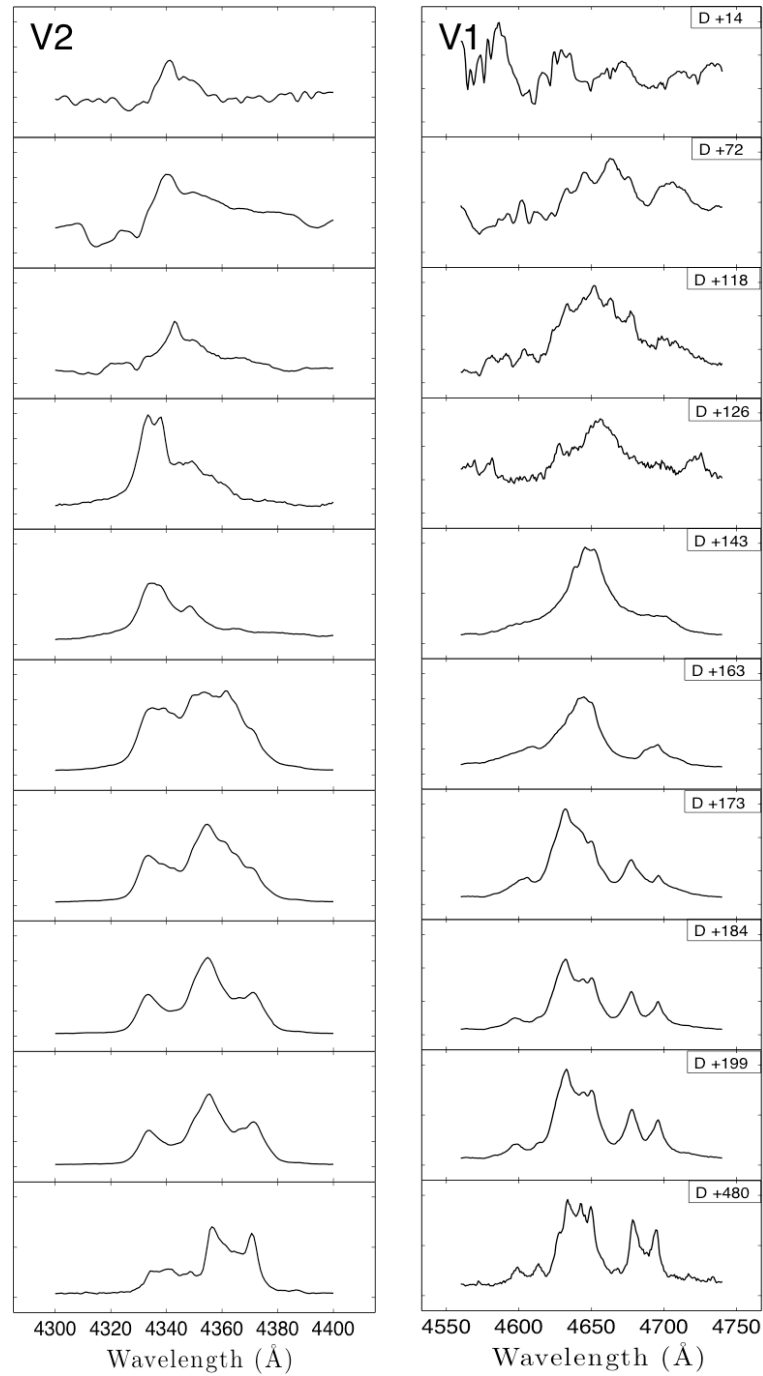 V2
V1
D +14
D +72
D +118
D +126
D +143
D +163
D +173
D +184
D +199
D +480
4300 4320 4340 4360 4380 4400
Wavelength (Å)
4550 4600 4650 4700 4750
Wavelength (Å)